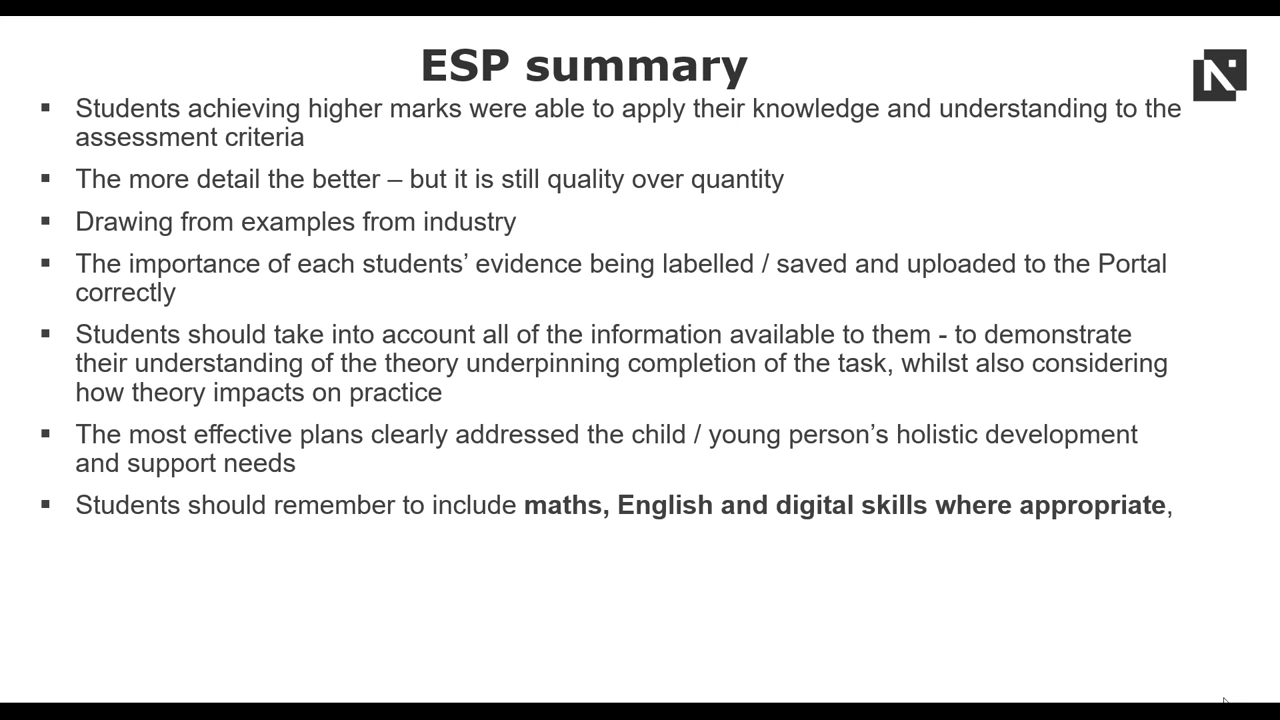 ESP summary
▪ Students achieving higher marks were able to apply their knowledge and understanding to the
assessment criteria
▪ The more detail the better – but it is still quality over quantity
▪ Drawing from examples from industry
▪ The importance of each students’ evidence being labelled / saved and uploaded to the Portal
correctly
▪ Students should take into account all of the information available to them - to demonstrate
their understanding of the theory underpinning completion of the task, whilst also considering
how theory impacts on practice
▪ The most effective plans clearly addressed the child / young person’s holistic development
and support needs
▪ Students should remember to include maths, English and digital skills where appropriate,